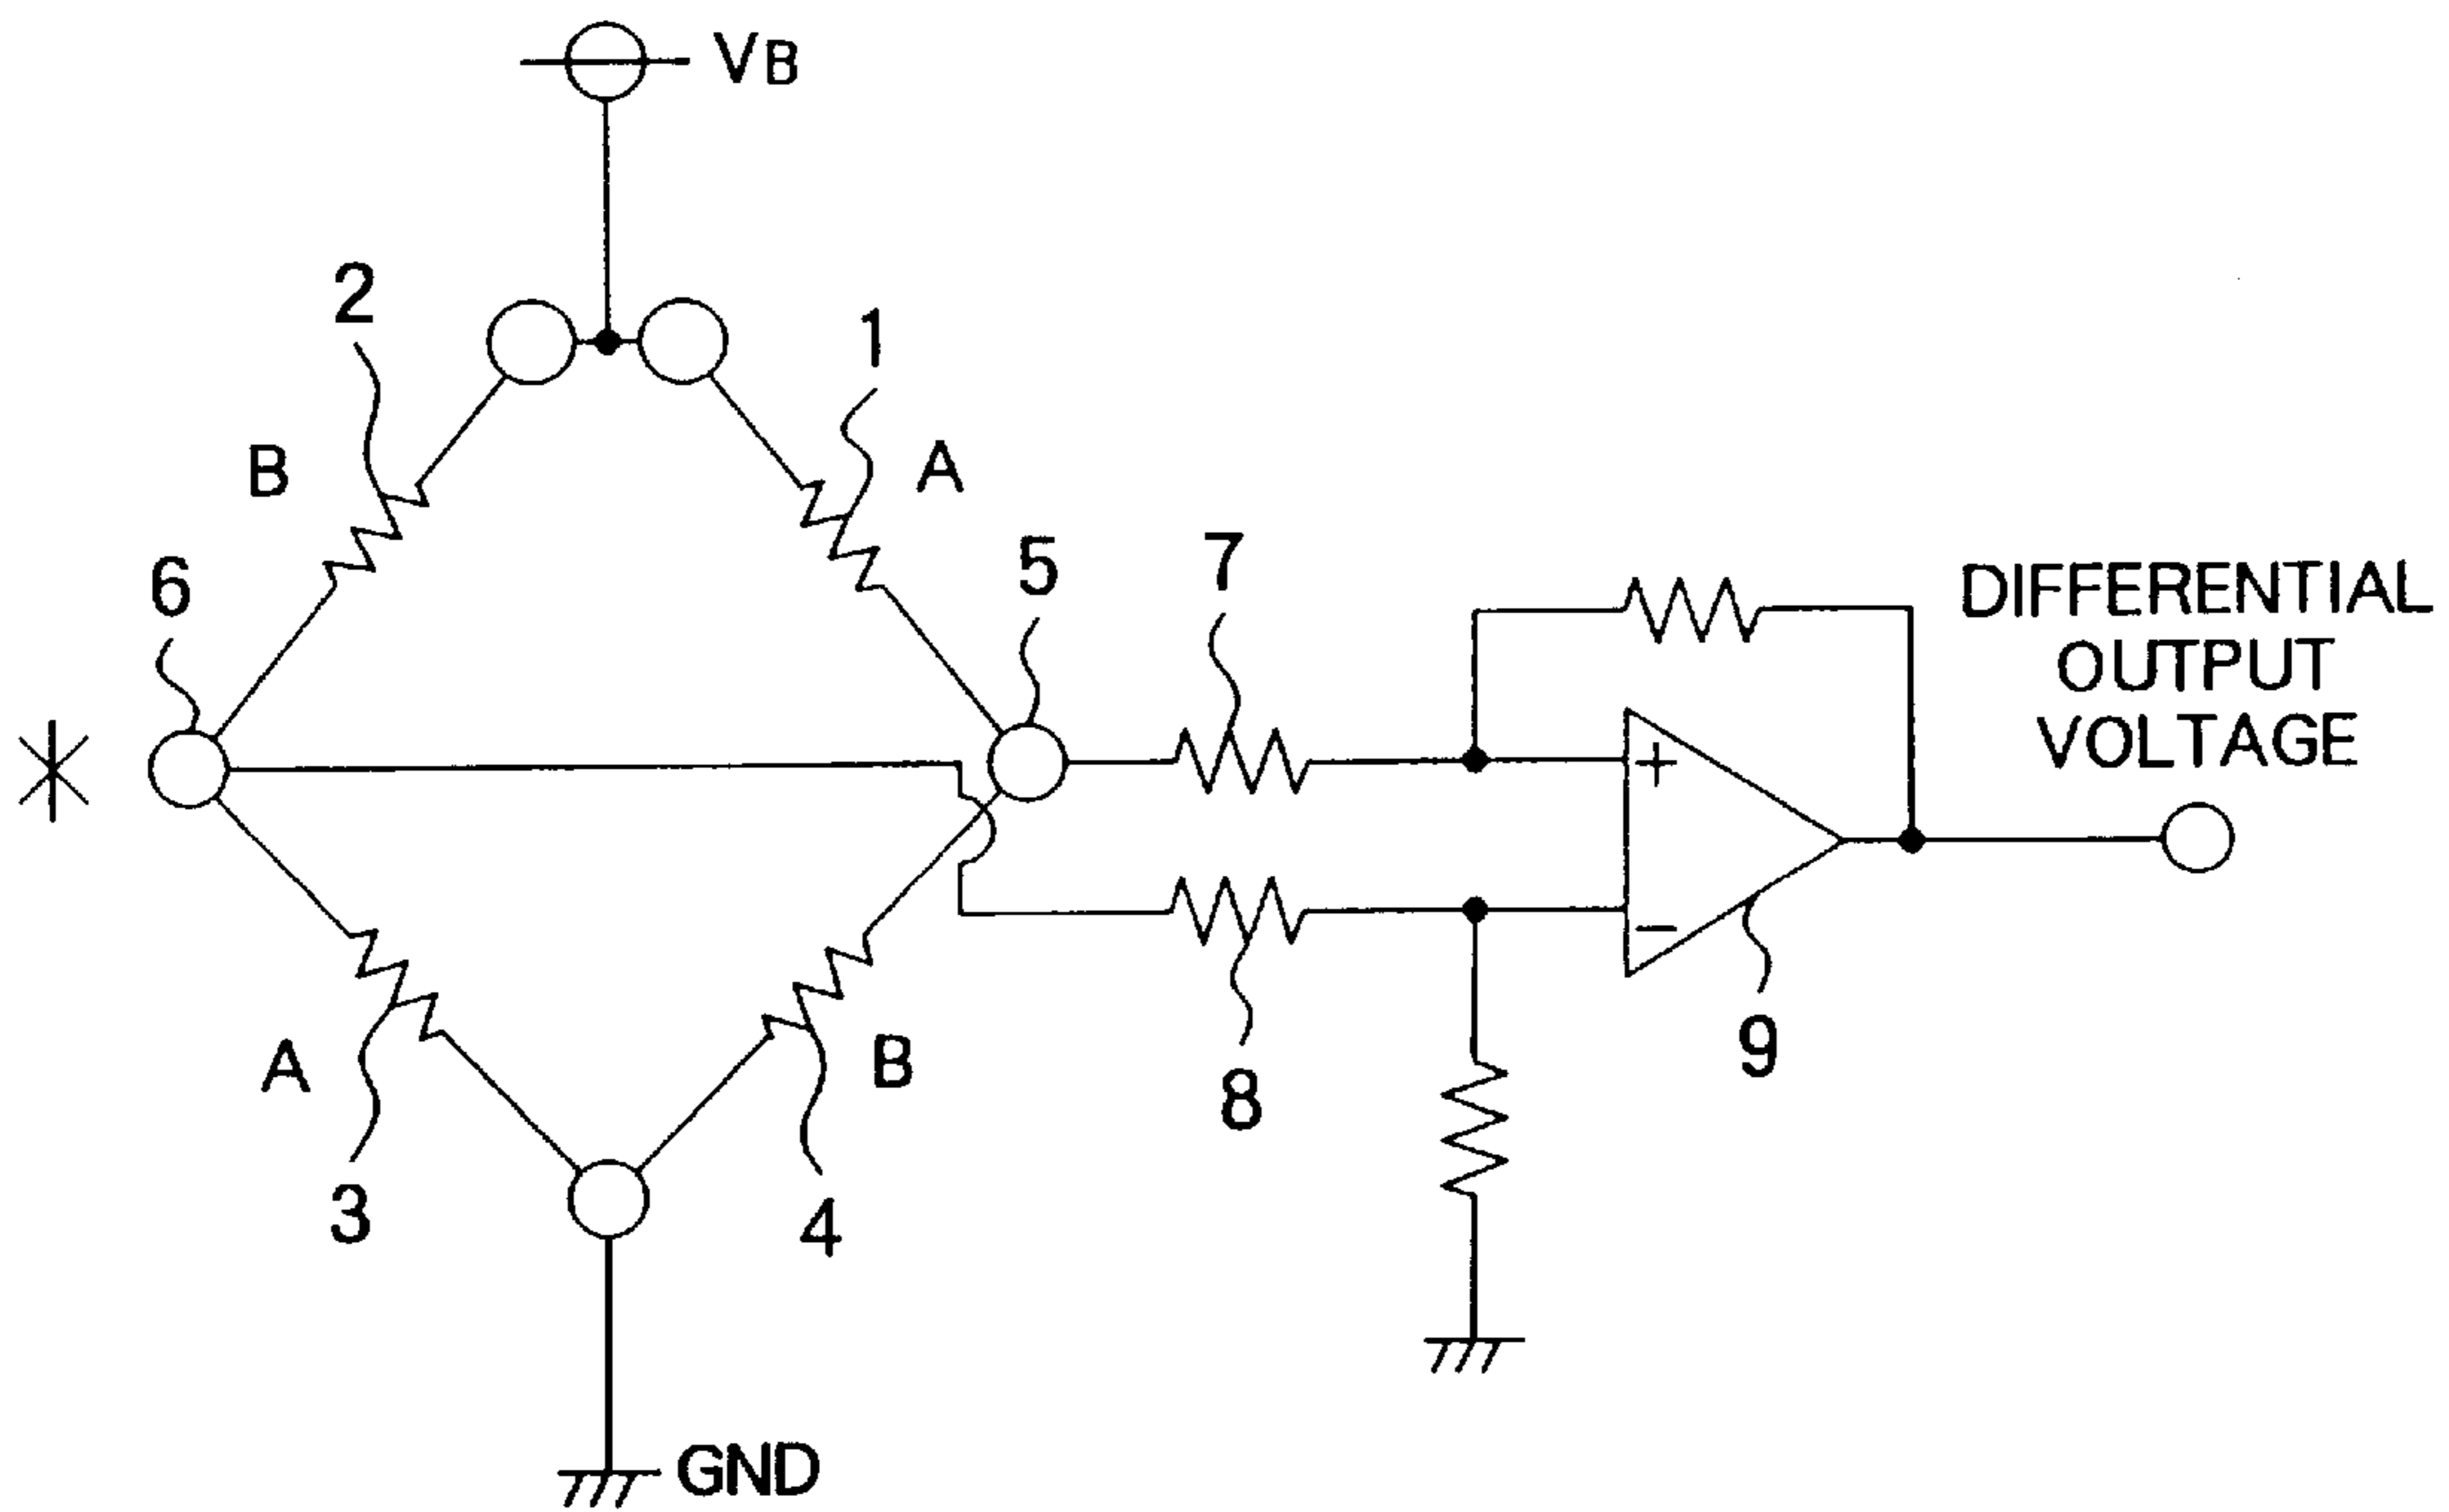 VB
2
1
B
A
6
5
7
DIFFERENTIAL
OUTPUT
VOLTAGE
*
+
−
A
B
9
8
3
4
GND